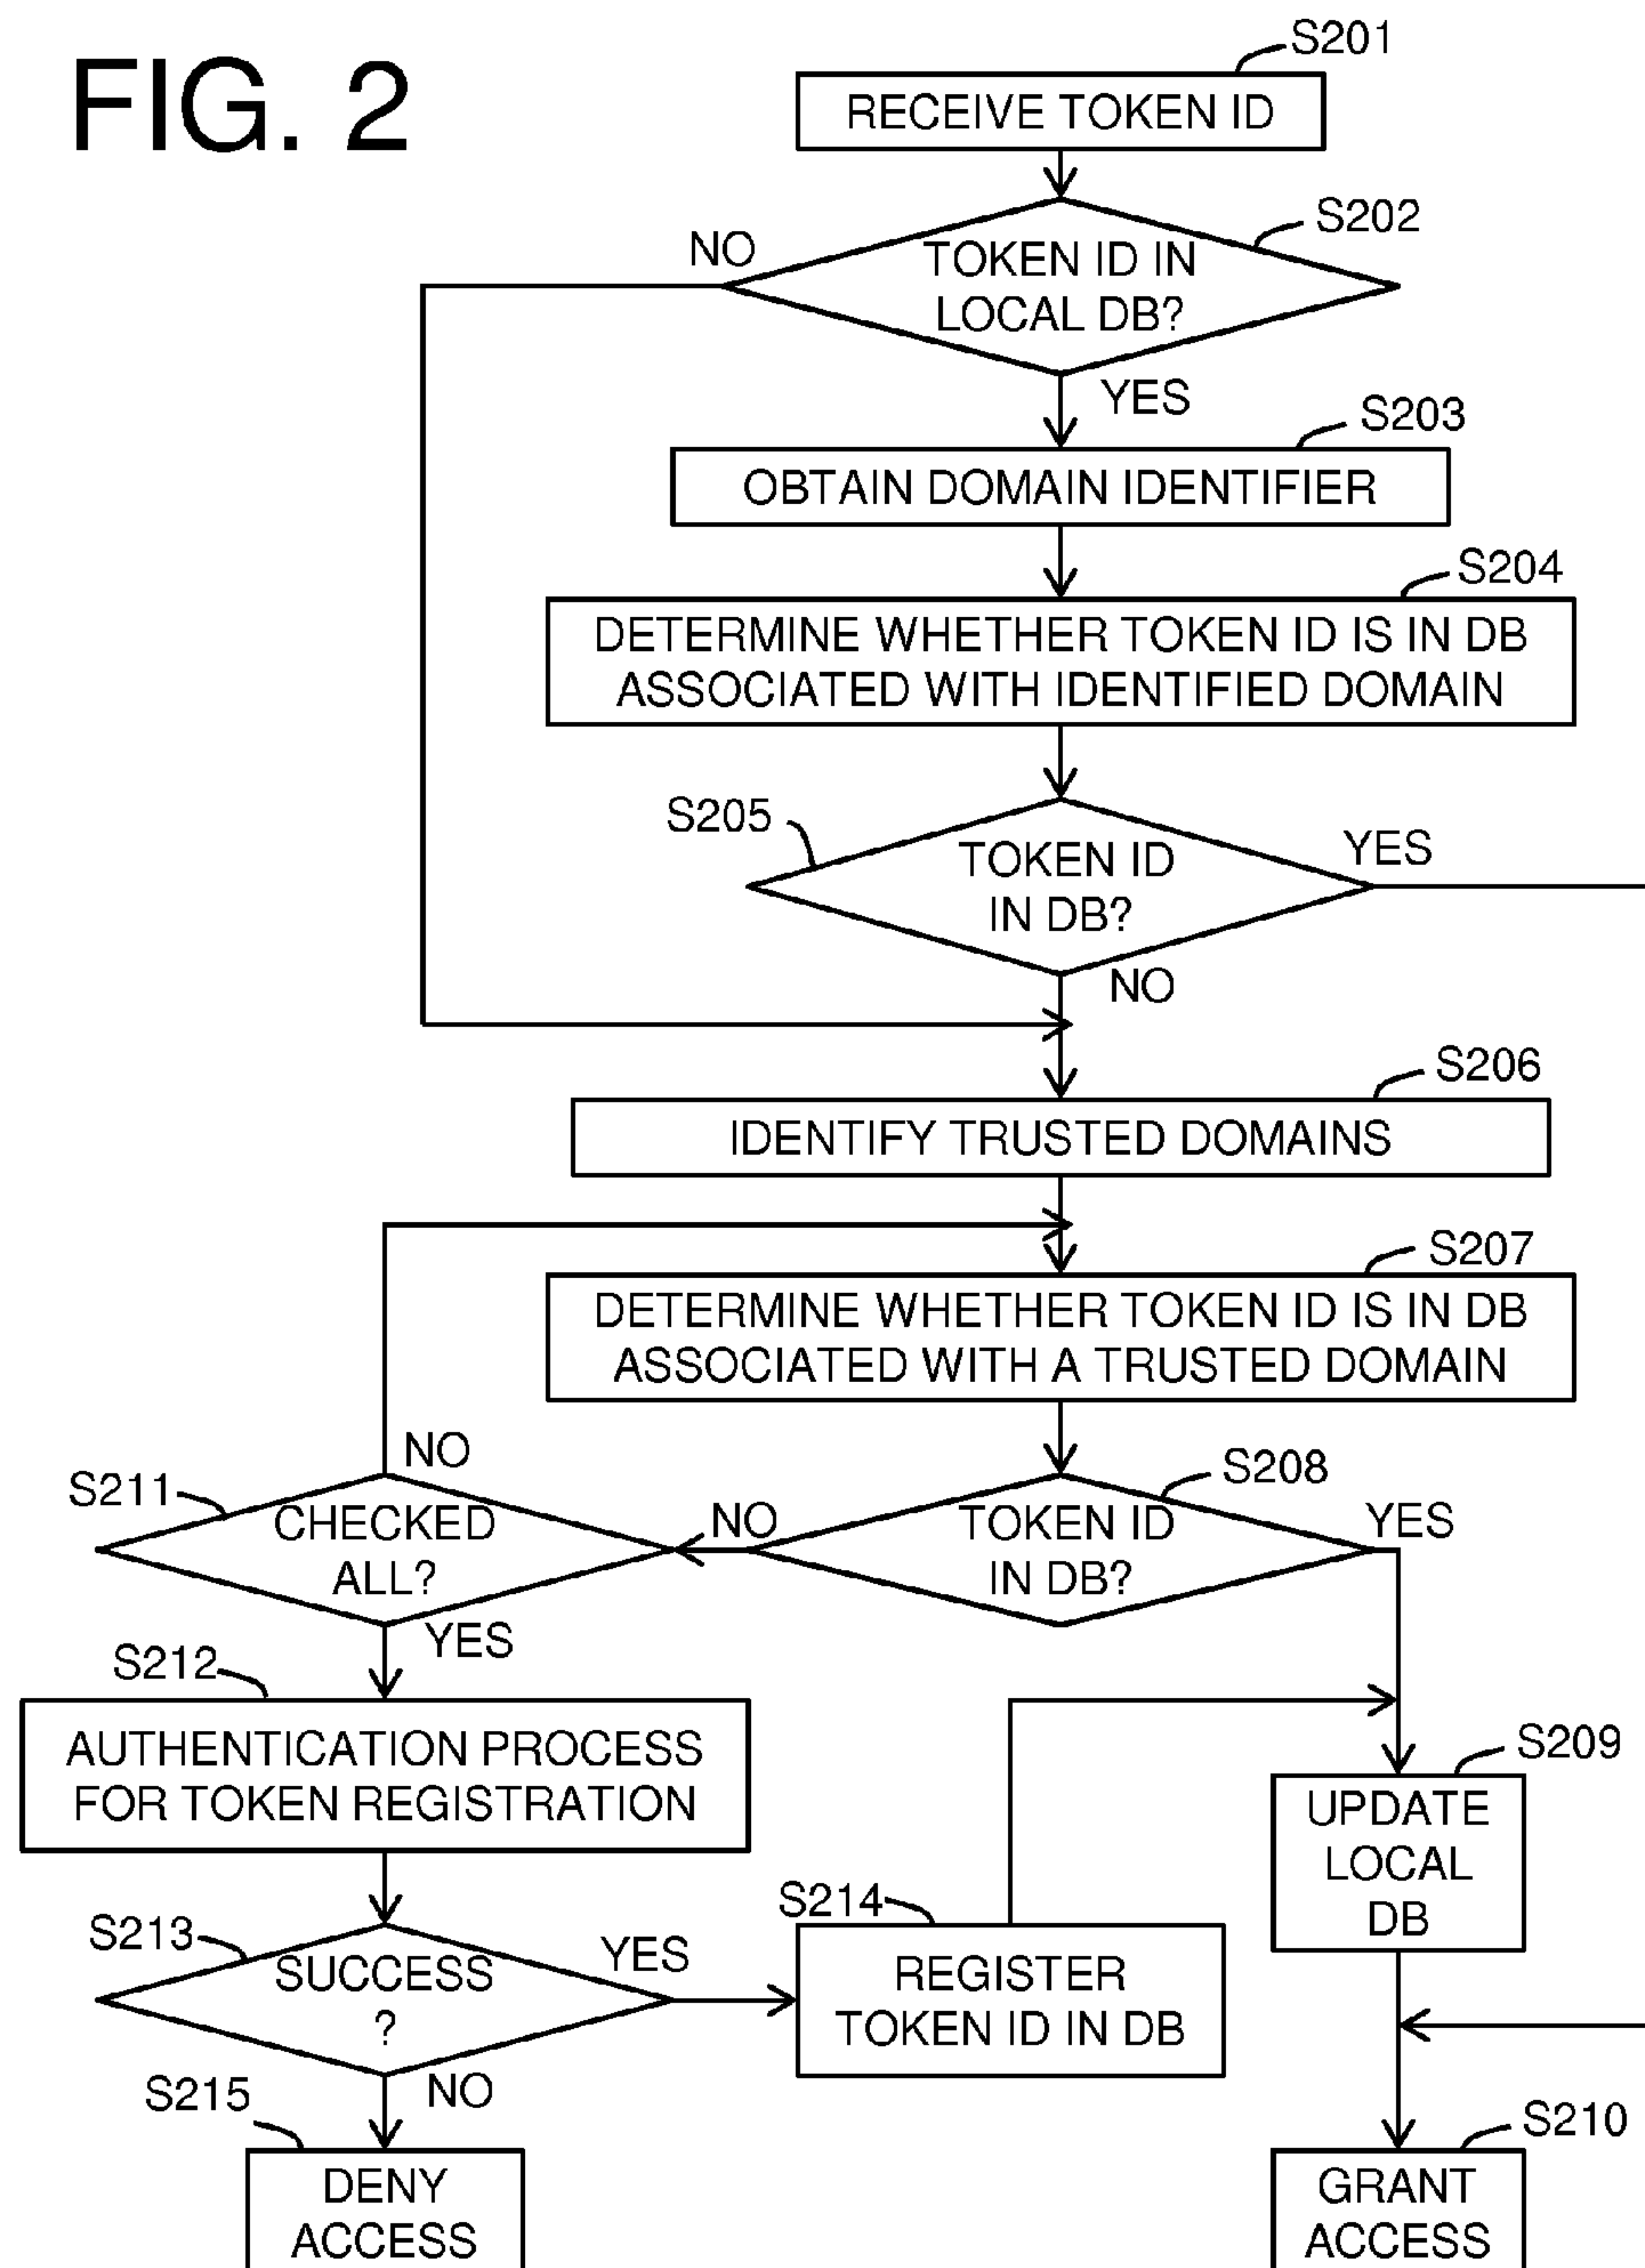 FIG. 2
S201
RECEIVE TOKEN ID
S202
NO
TOKEN ID IN
LOCAL DB?
YES
S203
OBTAIN DOMAIN IDENTIFIER
S204
DETERMINE WHETHER TOKEN ID IS IN DB
ASSOCIATED WITH IDENTIFIED DOMAIN
S205
TOKEN ID
IN DB?
YES
NO
S206
IDENTIFY TRUSTED DOMAINS
S207
DETERMINE WHETHER TOKEN ID IS IN DB
ASSOCIATED WITH A TRUSTED DOMAIN
NO
S211
CHECKED
ALL?
NO
S208
TOKEN ID
IN DB?
YES
YES
S212
AUTHENTICATION PROCESS
FOR TOKEN REGISTRATION
S209
UPDATE
LOCAL
DB
S213
SUCCESS
?
YES
S214
REGISTER
TOKEN ID IN DB
NO
S215
DENY
ACCESS
S210
GRANT
ACCESS